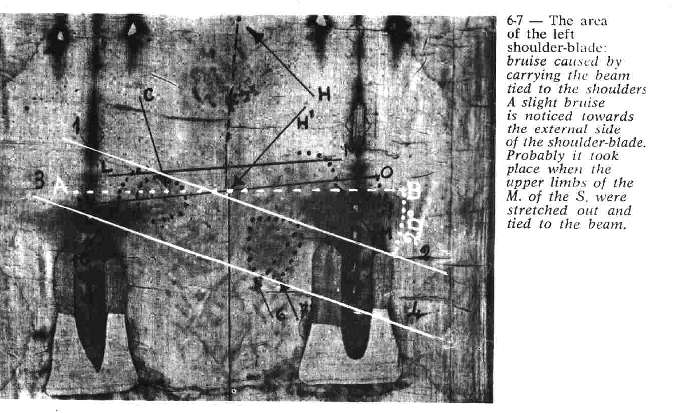 6-7 — The area
of the left
shoulder-blade:
bruise caused by
carrying the beam
tied to the shoulders
A slight bruise
is noticed towards
the external side
of the shoulder-blade.
Probably it took
place when the
upper limbs of the
M. of the S. were
stretched out and
tied to the beam.
C
H
H'
1
L
3
A
O
B
2
G
4